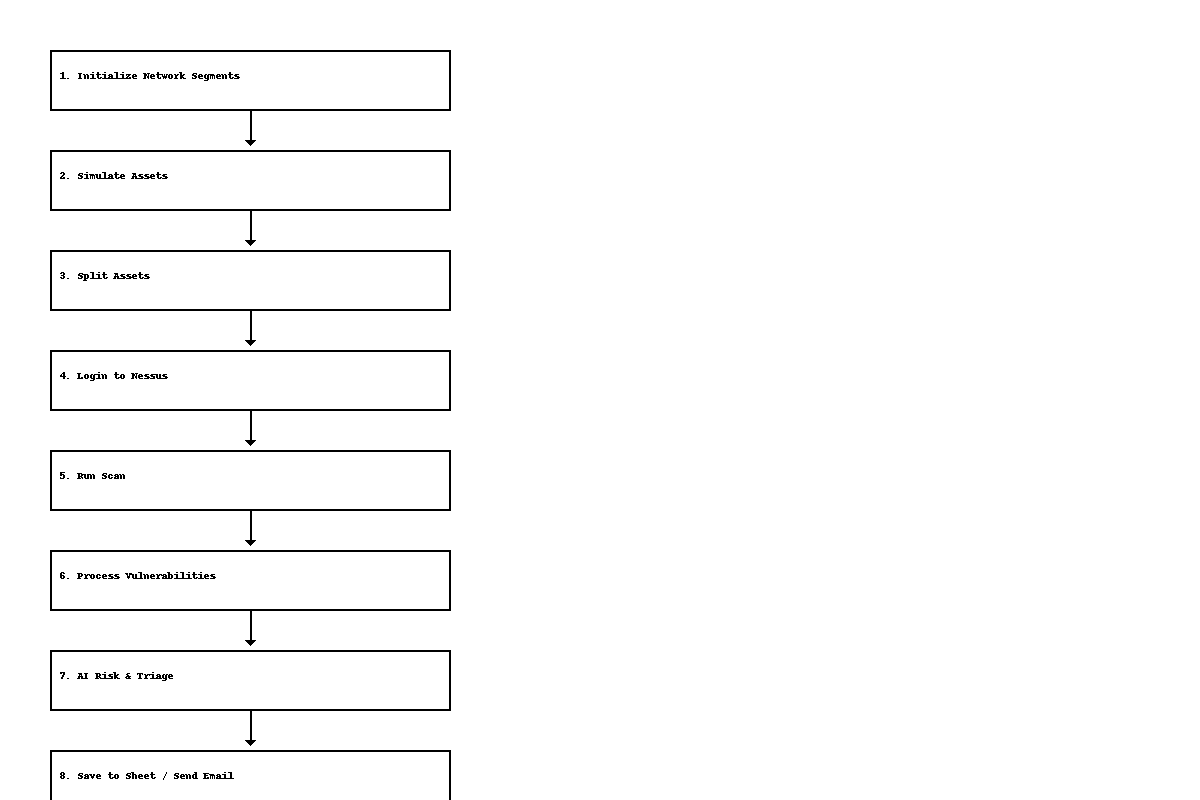 1. Initialize Network Segments
2. Simulate Assets
3. Split Assets
4. Login to Nessus
5. Run Scan
6. Process Vulnerabilities
7. AI Risk & Triage
8. Save to Sheet / Send Email